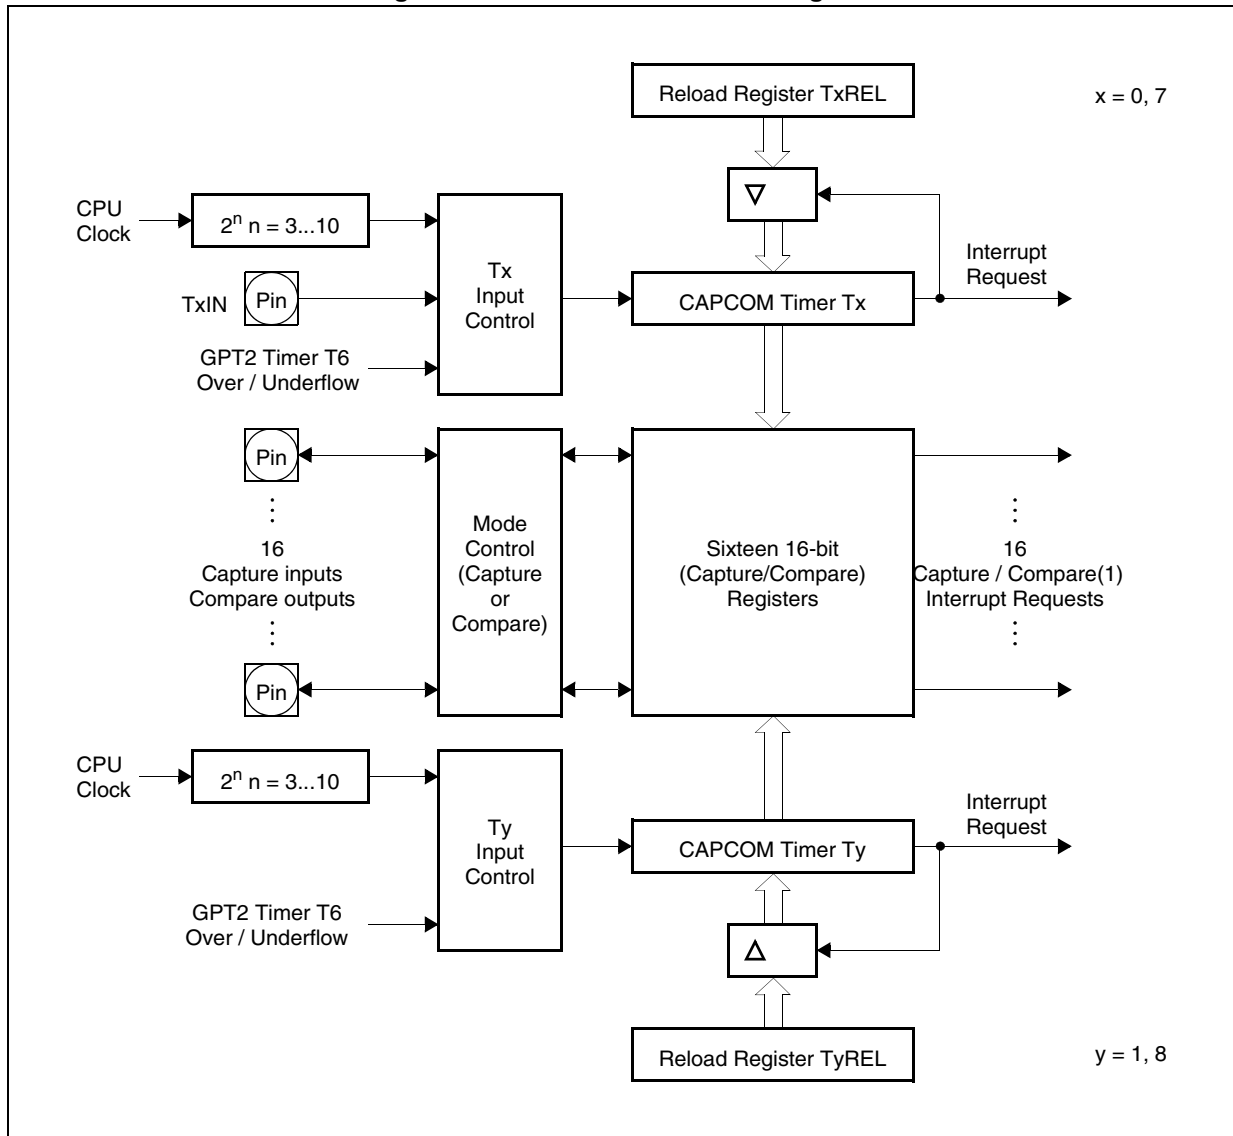 Reload Register TxREL
x = 0, 7
CPU
Clock
2ⁿ n = 3...10
TxIN
Pin
GPT2 Timer T6
Over / Underflow
Tx
Input
Control
CAPCOM Timer Tx
Interrupt
Request
Pin
16
Capture inputs
Compare outputs
Pin
Mode
Control
(Capture
or
Compare)
Sixteen 16-bit
(Capture/Compare)
Registers
16
Capture / Compare(1)
Interrupt Requests
CPU
Clock
2ⁿ n = 3...10
GPT2 Timer T6
Over / Underflow
Ty
Input
Control
CAPCOM Timer Ty
Interrupt
Request
Reload Register TyREL
y = 1, 8